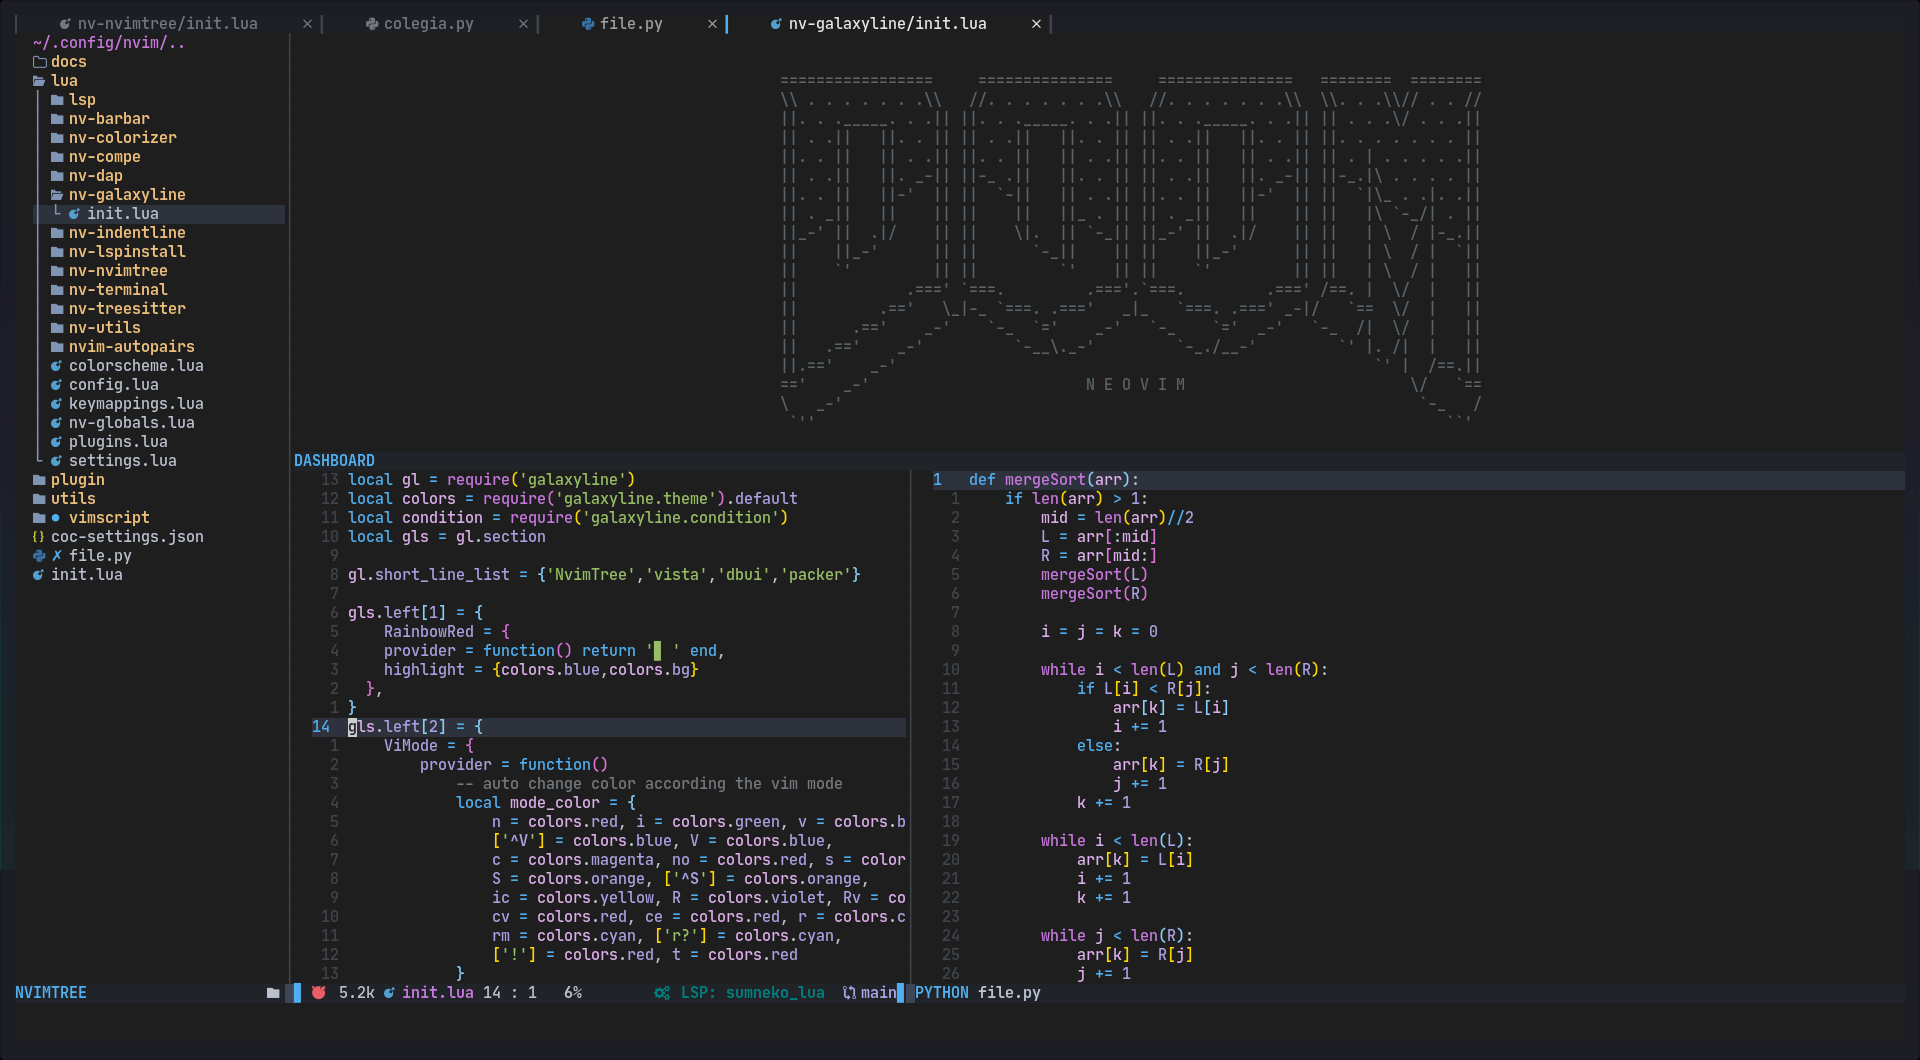 nv-nvimtree/init.lua × colegia.py × file.py × nv-galaxyline/init.lua ×
~/.config/nvim/..
docs
lua
lsp
nv-barbar
nv-colorizer
nv-compe
nv-dap
nv-galaxyline
init.lua
nv-indentline
nv-lspinstall
nv-nvimtree
nv-terminal
nv-treesitter
nv-utils
nvim-autopairs
colorscheme.lua
config.lua
keymappings.lua
nv-globals.lua
plugins.lua
settings.lua
plugin
utils
vimscript
{} coc-settings.json
✗ file.py
init.lua
NVIMTREE
N E O V I M
DASHBOARD
13 local gl = require('galaxyline')
12 local colors = require('galaxyline.theme').default
11 local condition = require('galaxyline.condition')
10 local gls = gl.section
9
8 gl.short_line_list = {'NvimTree','vista','dbui','packer'}
7
6 gls.left[1] = {
5     RainbowRed = {
4     provider = function() return '▊ ' end,
3     highlight = {colors.blue,colors.bg}
2   },
1 }
14 gls.left[2] = {
1     ViMode = {
2         provider = function()
3             -- auto change color according the vim mode
4             local mode_color = {
5                 n = colors.red, i = colors.green, v = colors.b
6                 ['^V'] = colors.blue, V = colors.blue,
7                 c = colors.magenta, no = colors.red, s = color
8                 S = colors.orange, ['^S'] = colors.orange,
9                 ic = colors.yellow, R = colors.violet, Rv = co
10                 cv = colors.red, ce = colors.red, r = colors.c
11                 rm = colors.cyan, ['r?'] = colors.cyan,
12                 ['!'] = colors.red, t = colors.red
13             }
5.2k init.lua 14 : 1 6% LSP: sumneko_lua main
1 def mergeSort(arr):
1     if len(arr) > 1:
2         mid = len(arr)//2
3         L = arr[:mid]
4         R = arr[mid:]
5         mergeSort(L)
6         mergeSort(R)
7
8         i = j = k = 0
9
10         while i < len(L) and j < len(R):
11             if L[i] < R[j]:
12                 arr[k] = L[i]
13                 i += 1
14             else:
15                 arr[k] = R[j]
16                 j += 1
17             k += 1
18
19         while i < len(L):
20             arr[k] = L[i]
21             i += 1
22             k += 1
23
24         while j < len(R):
25             arr[k] = R[j]
26             j += 1
PYTHON file.py